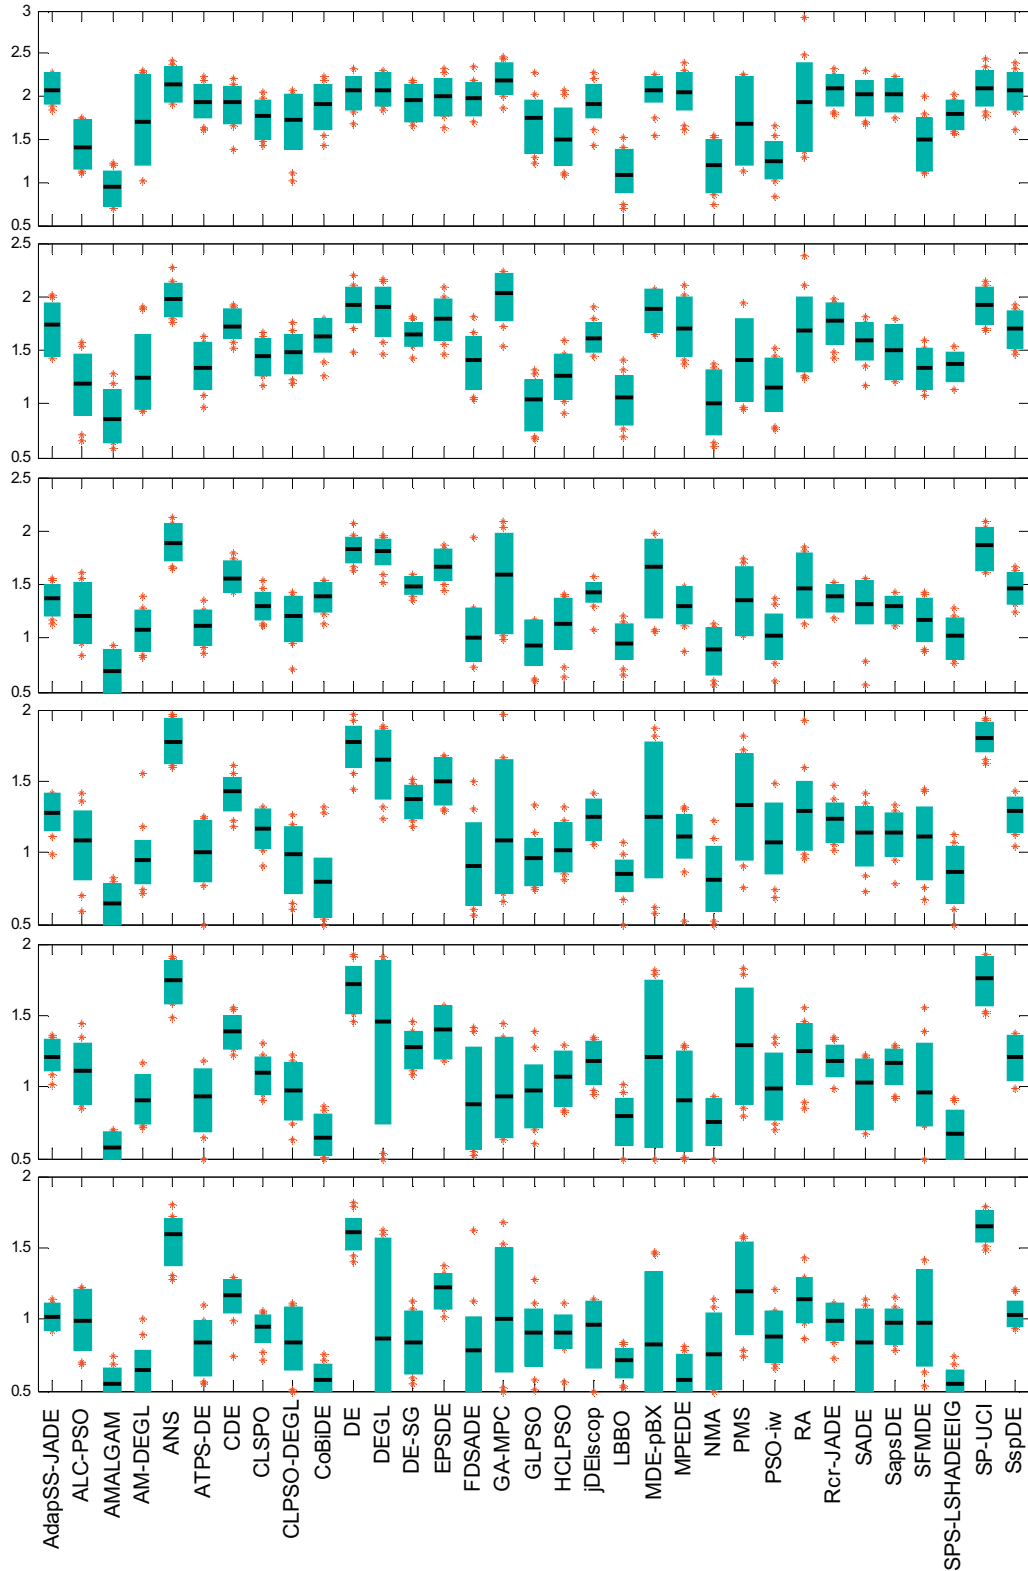 3
2.5
2
1.5
1
0.5
2.5
2
1.5
1
0.5
2.5
2
1.5
1
0.5
2
1.5
1
0.5
2
1.5
1
0.5
2
1.5
1
0.5
AdapSS-JADE
ALC-PSO
AMALGAM
AM-DEGL
ANS
ATPS-DE
CDE
CLSPO
CLPSO-DEGL
CoBiDE
DE
DEGL
DE-SG
EPSDE
FDSADE
GA-MPC
GLPSO
HCLPSO
jDElscop
LBBO
MDE-pBX
MPEDE
NMA
PMS
PSO-iw
RA
Rcr-JADE
SADE
SapsDE
SFMDE
SPS-LSHADEEIG
SP-UCI
SspDE